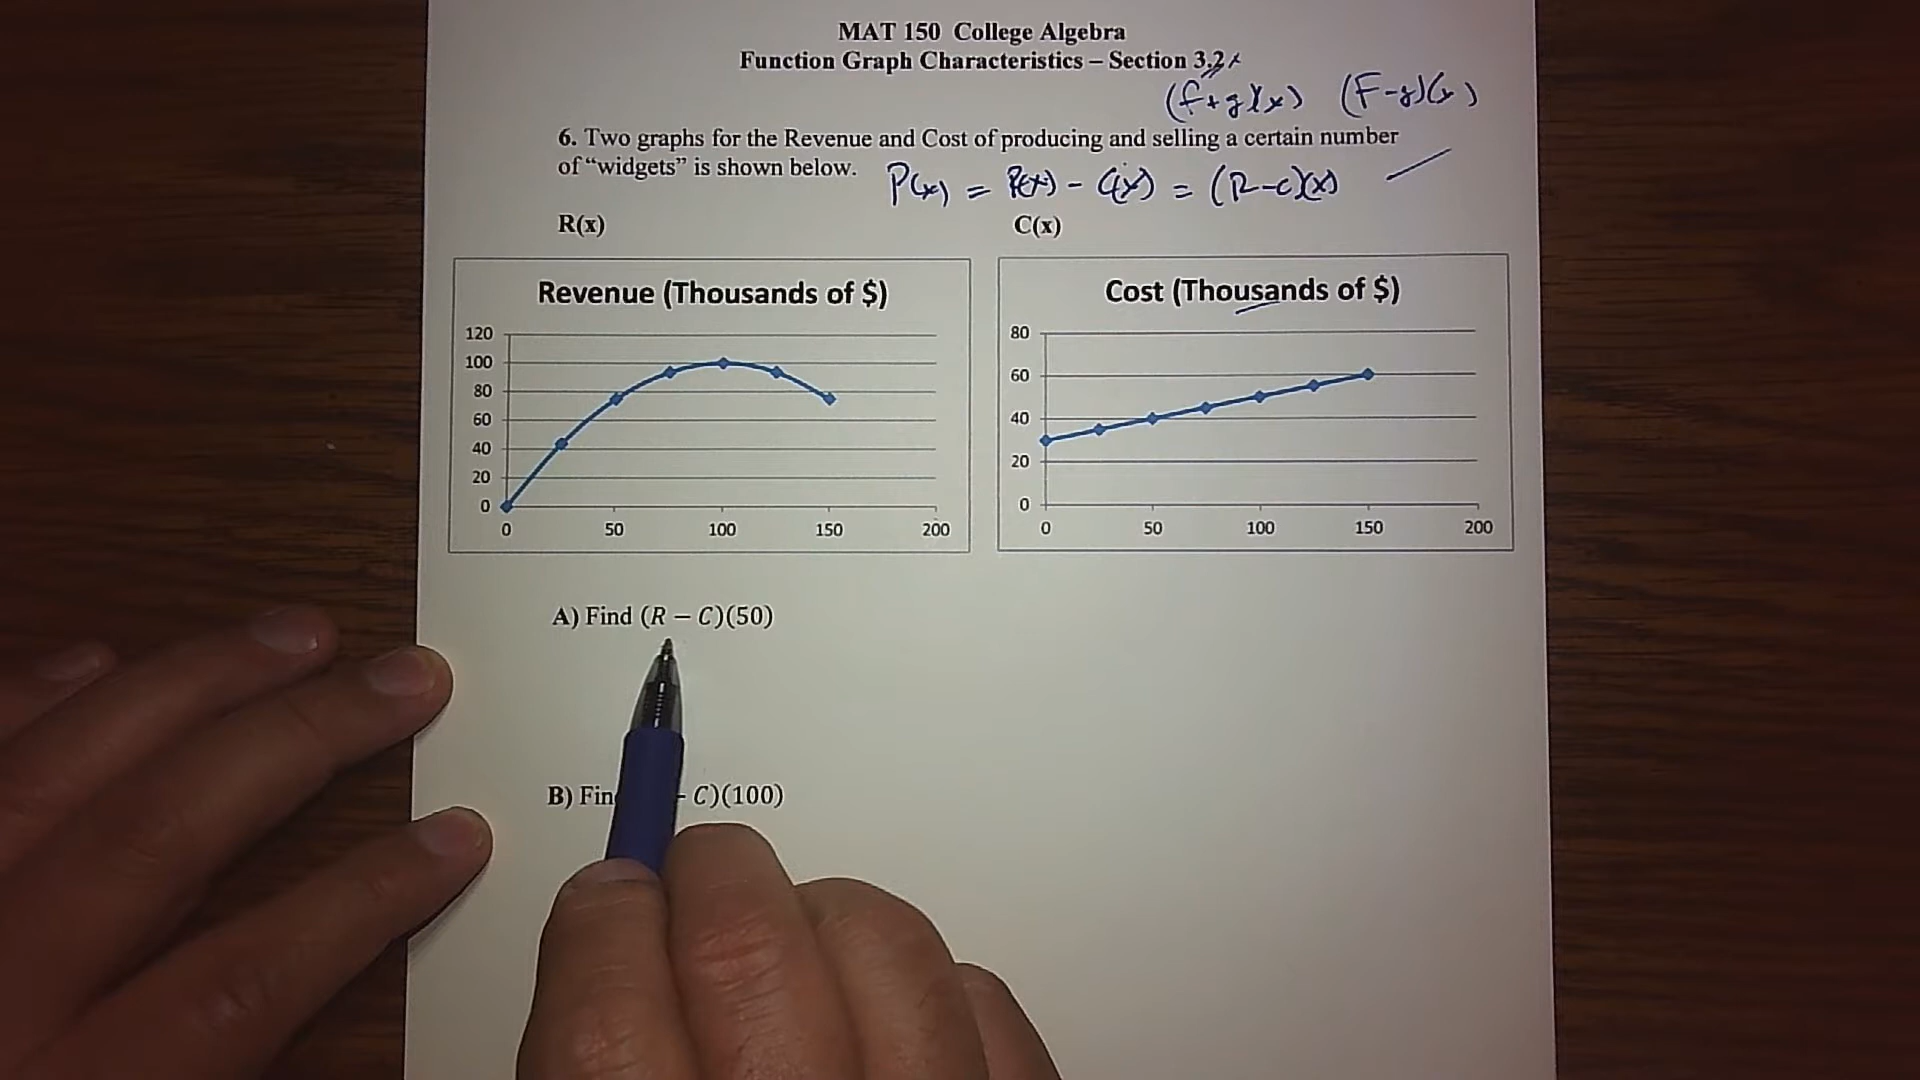 MAT 150 College Algebra
Function Graph Characteristics – Section 3.2
(f+g)(x) (F-g)(x)
6. Two graphs for the Revenue and Cost of producing and selling a certain number
of “widgets” is shown below.
P(x) = R(x) - C(x) = (R-C)(x)
R(x) C(x)
Revenue (Thousands of $)
120
100
80
60
40
20
0
0 50 100 150 200
Cost (Thousands of $)
80
60
40
20
0
0 50 100 150 200
A) Find (R – C)(50)
B) Fin – C)(100)